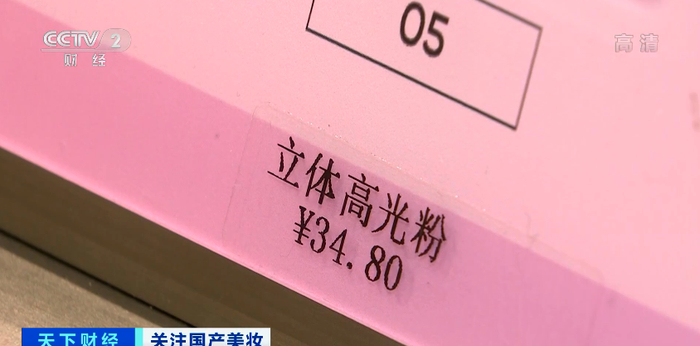 CCTV 2
财经
高清
05
立体高光粉
¥34.80
天下财经
关注国产美妆